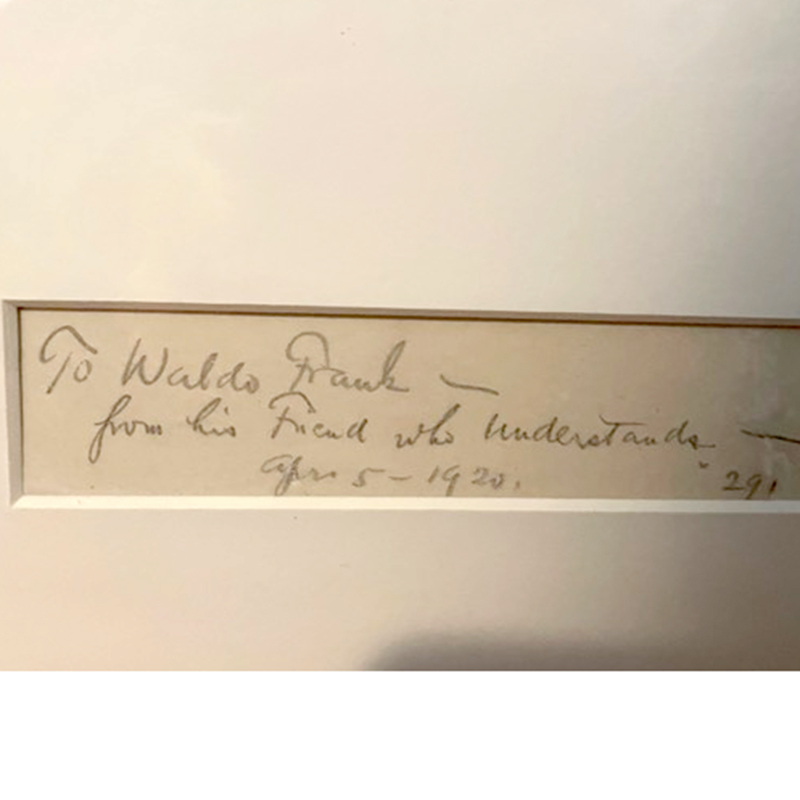 To Waldo Frank —
from his Friend who understands —
Apr. 5 – 1920.
"291